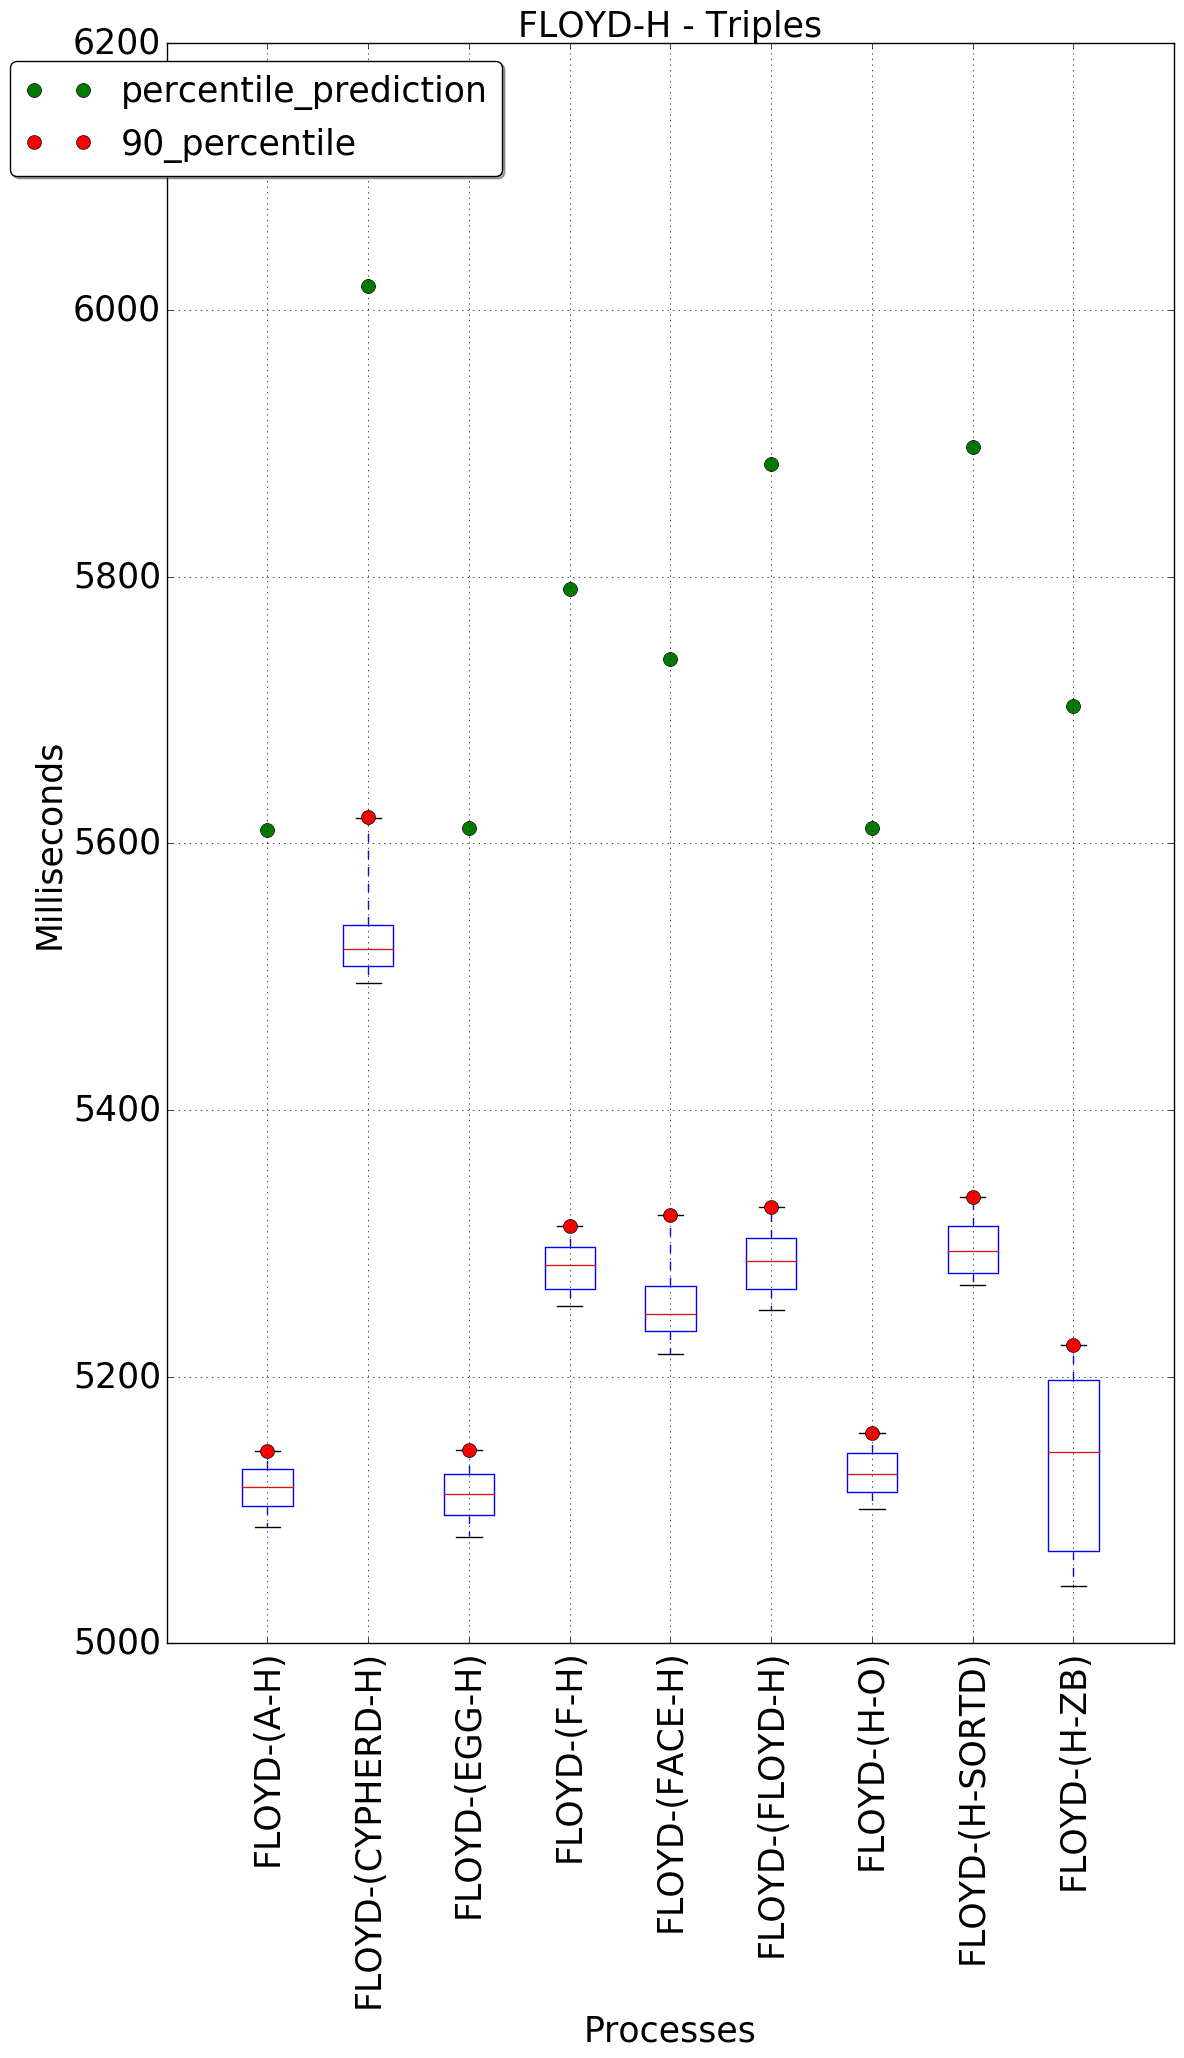 FLOYD-H - Triples
percentile_prediction
90_percentile
6200
6000
5800
5600
5400
5200
5000
Milliseconds
FLOYD-(A-H)
FLOYD-(CYPHERD-H)
FLOYD-(EGG-H)
FLOYD-(F-H)
FLOYD-(FACE-H)
FLOYD-(FLOYD-H)
FLOYD-(H-O)
FLOYD-(H-SORTD)
FLOYD-(H-ZB)
Processes